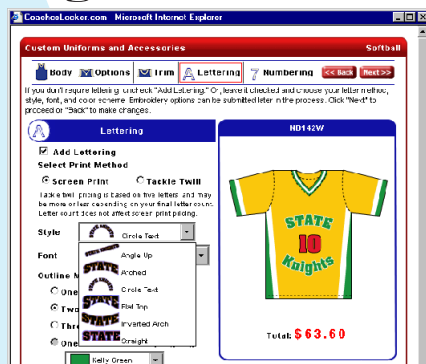 CoachesLocker.com - Microsoft Internet Explorer
Custom Uniforms and Accessories
Softball
Body Options Trim Lettering Numbering << Back Next >>
If you don't require lettering, uncheck "Add Lettering." Or, leave it checked and choose your letter method,
style, font, and color scheme. Embroidery options can be submitted later in the process. Click "Next" to
proceed or "Back" to make changes.
Lettering
ND142W
Add Lettering
Select Print Method
Screen Print Tackle Twill
Tackle twill pricing is based on five letters and may
be more or less depending on your final letter count.
Letter count does not affect screen print pricing.
Style Circle Text
Font
Angle Up
STATE Arched
Circle Text
STATE Flat Top
STATE Inverted Arch
STATE Straight
Outline
One
Two
Thr
One
Kelly Green
STATE
10
Knights
Total: $63.60